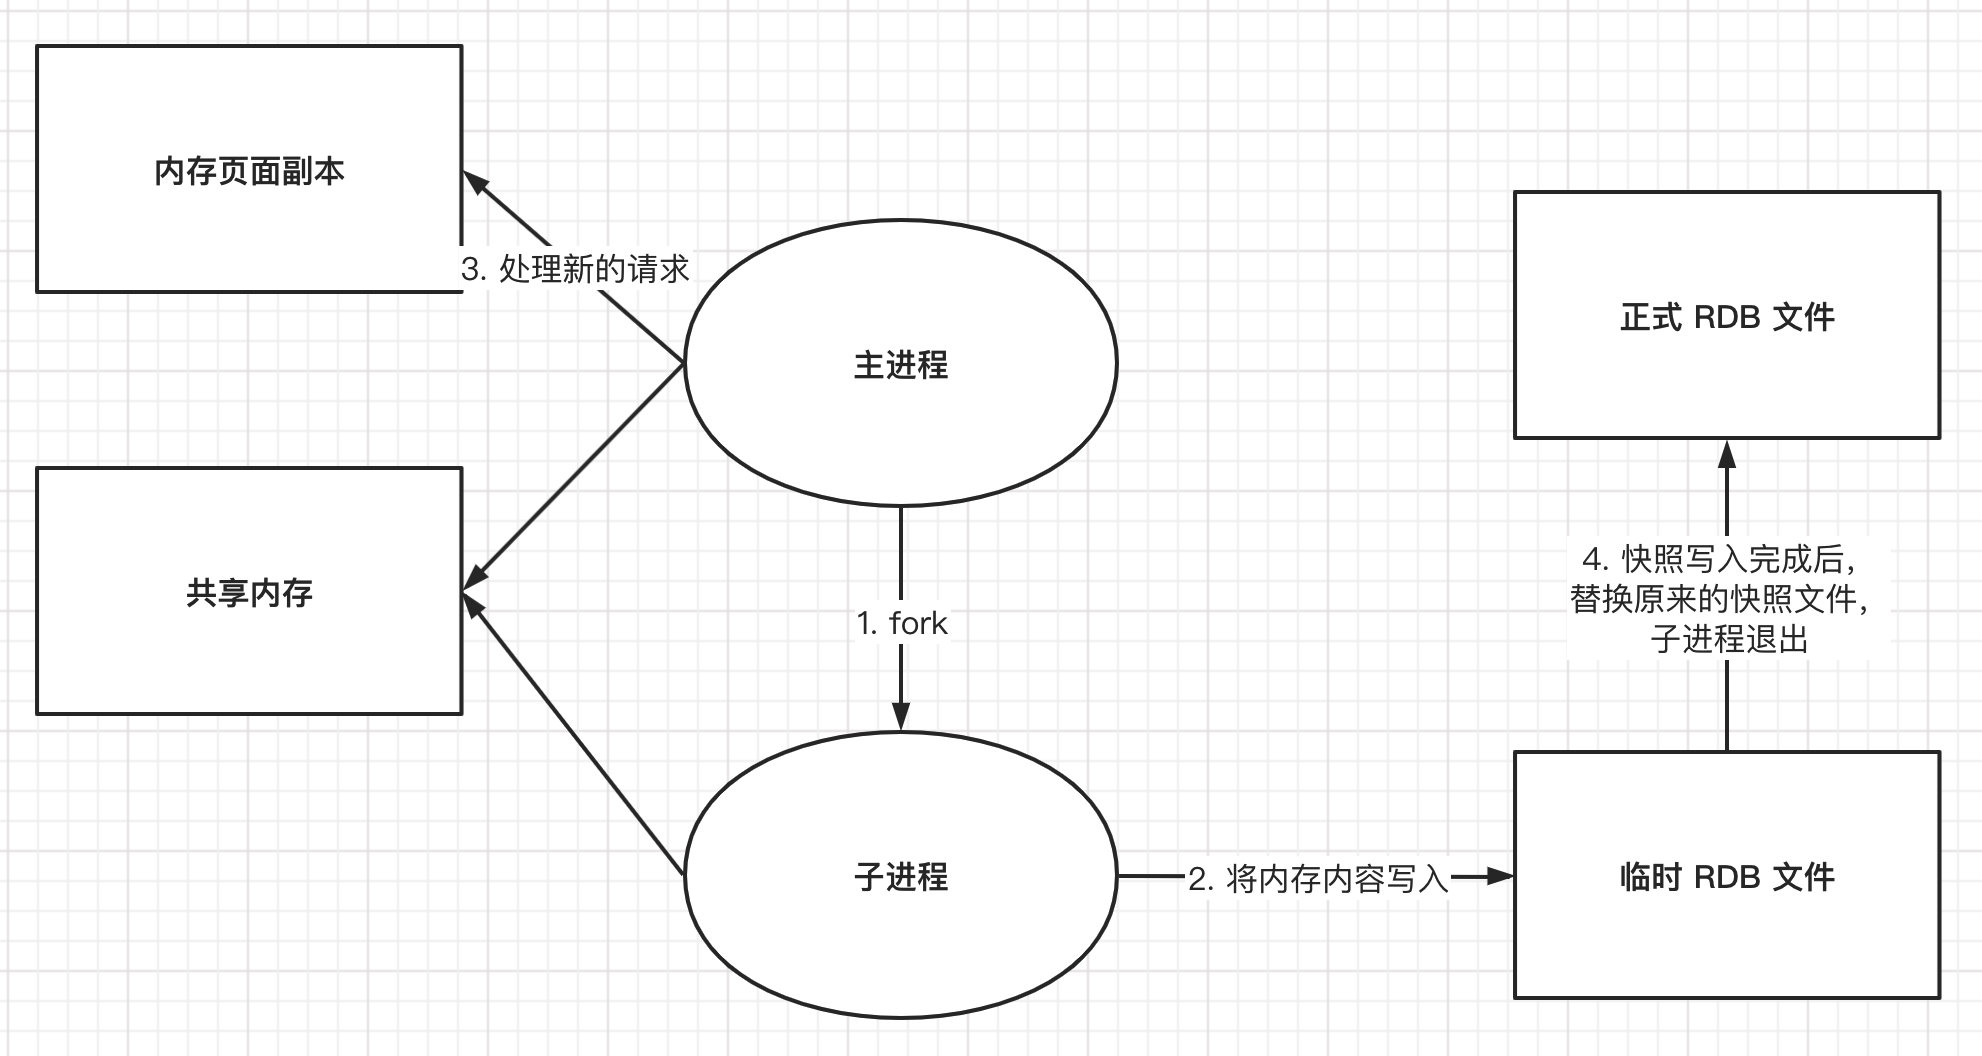 内存页面副本
3. 处理新的请求
主进程
正式 RDB 文件
共享内存
1. fork
4. 快照写入完成后，
替换原来的快照文件，
子进程退出
子进程
2. 将内存内容写入
临时 RDB 文件